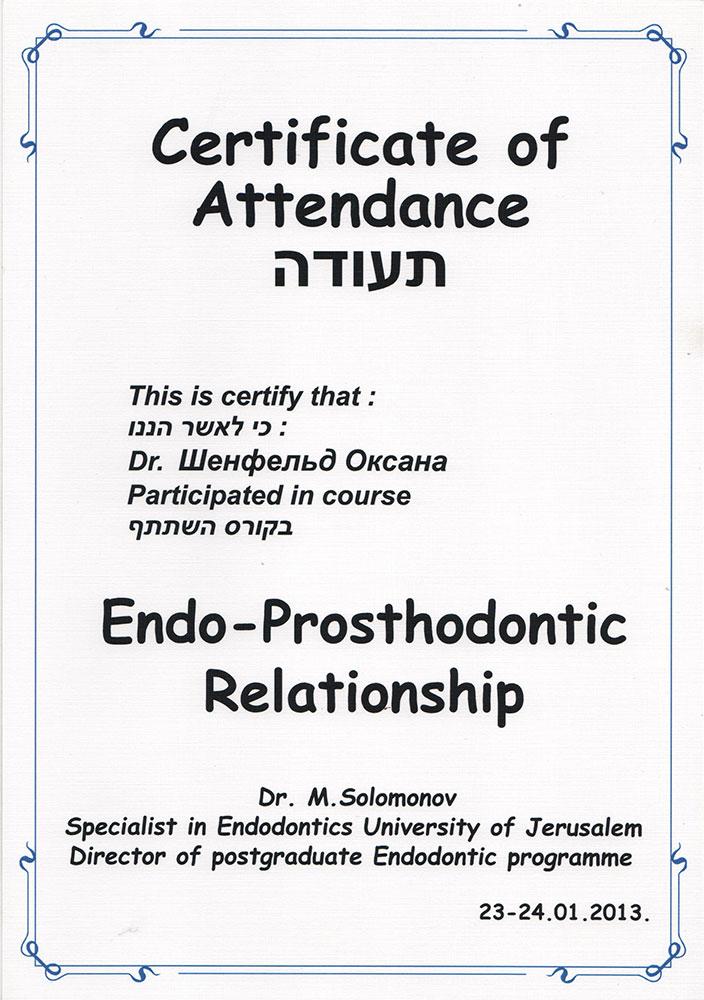 Certificate of
Attendance
תעודה
This is certify that :
כי לאשר הננו :
Dr. Шенфельд Оксана
Participated in course
בקורס השתתף
Endo-Prosthodontic
Relationship
Dr. M.Solomonov
Specialist in Endodontics University of Jerusalem
Director of postgraduate Endodontic programme
23-24.01.2013.